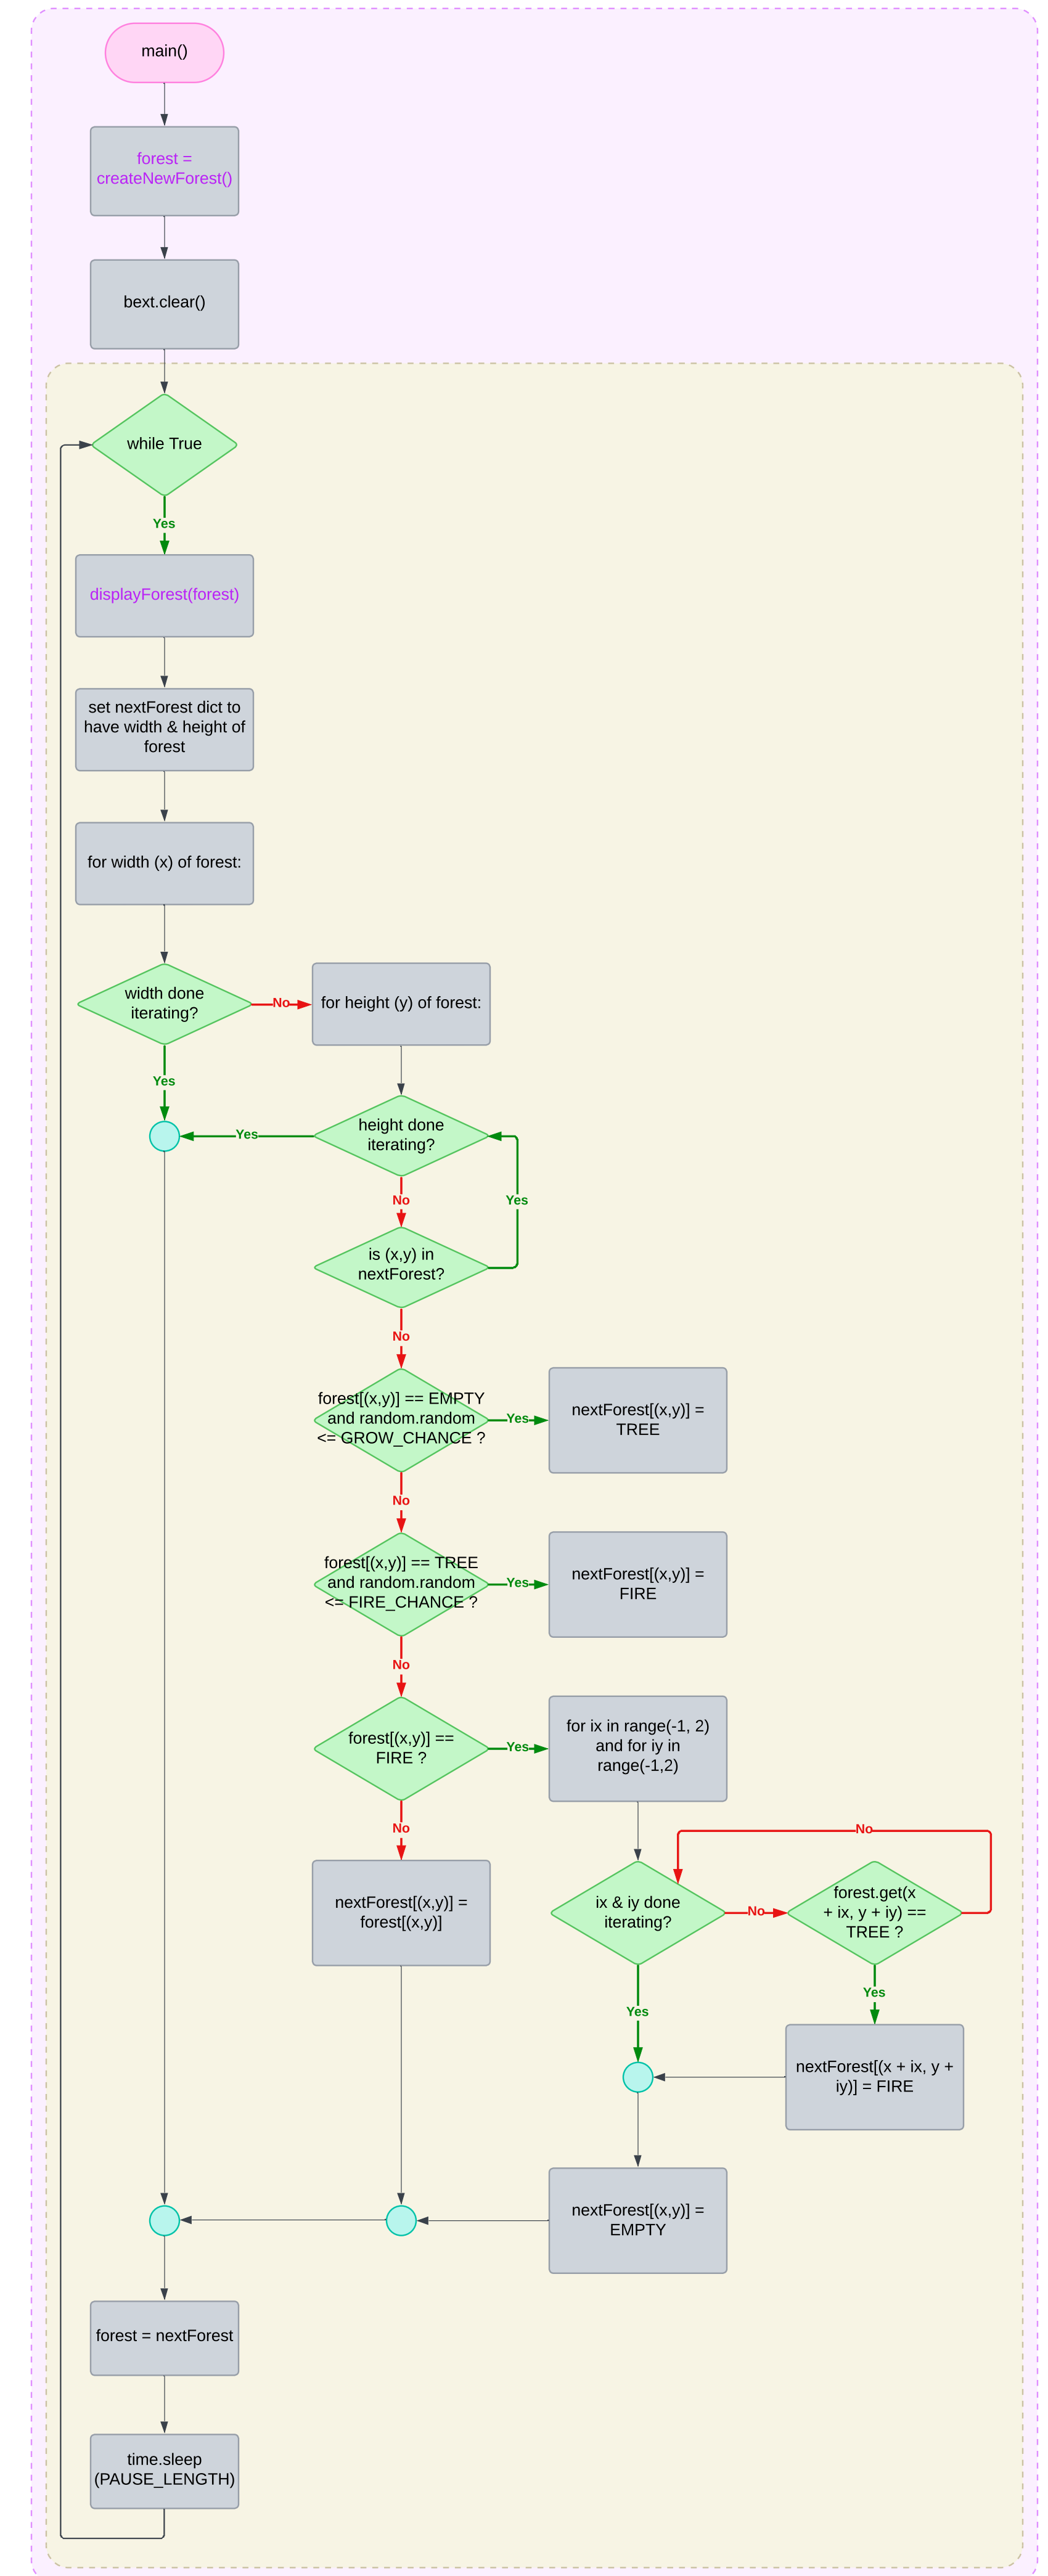 main()
forest =
createNewForest()
bext.clear()
while True
Yes
displayForest(forest)
set nextForest dict to
have width & height of
forest
for width (x) of forest:
width done
iterating?
No
for height (y) of forest:
Yes
height done
iterating?
Yes
No
Yes
is (x,y) in
nextForest?
No
forest[(x,y)] == EMPTY
and random.random
<= GROW_CHANCE ?
Yes
nextForest[(x,y)] =
TREE
No
forest[(x,y)] == TREE
and random.random
<= FIRE_CHANCE ?
Yes
nextForest[(x,y)] =
FIRE
No
forest[(x,y)] ==
FIRE ?
Yes
for ix in range(-1, 2)
and for iy in
range(-1,2)
No
No
nextForest[(x,y)] =
forest[(x,y)]
ix & iy done
iterating?
No
forest.get(x
+ ix, y + iy) ==
TREE ?
Yes
Yes
nextForest[(x + ix, y +
iy)] = FIRE
nextForest[(x,y)] =
EMPTY
forest = nextForest
time.sleep
(PAUSE_LENGTH)